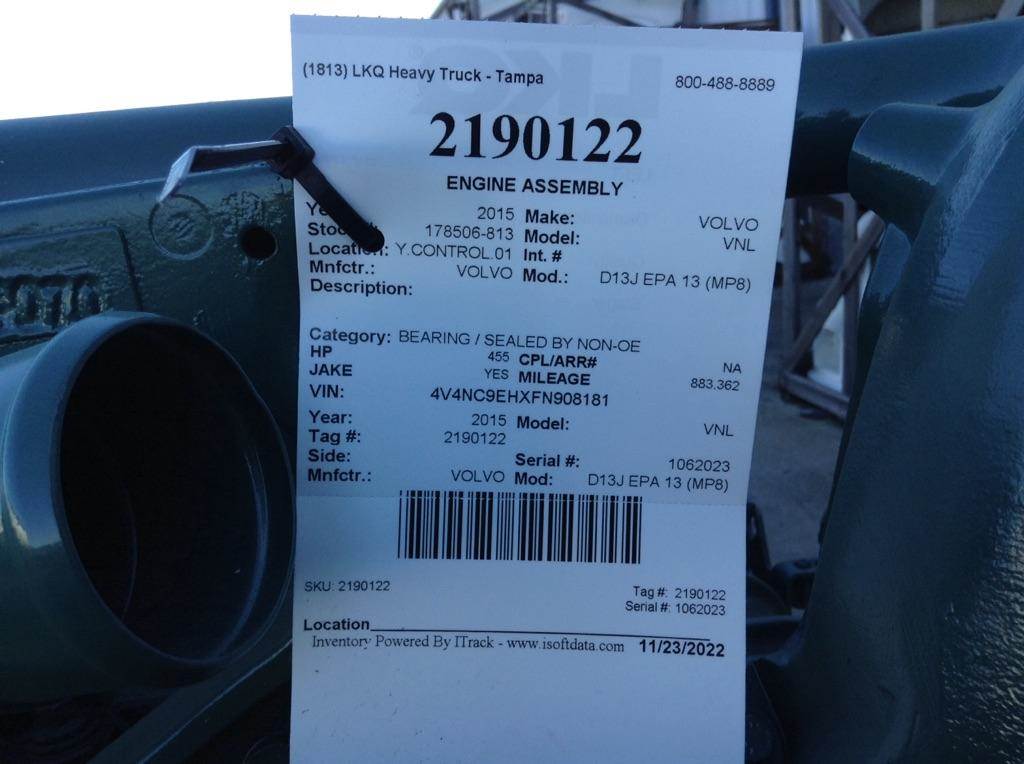 (1813) LKQ Heavy Truck - Tampa 800-488-8889
2190122
ENGINE ASSEMBLY
2015 Make: VOLVO
178506-813 Model: VNL
Y.CONTROL.01 Int. #
Mnfctr.: VOLVO Mod.: D13J EPA 13 (MP8)
Description:
Category: BEARING / SEALED BY NON-OE
HP 455 CPL/ARR# NA
JAKE YES MILEAGE 883,362
VIN: 4V4NC9EHXFN908181
Year: 2015 Model: VNL
Tag #: 2190122
Side: Serial #: 1062023
Mnfctr.: VOLVO Mod: D13J EPA 13 (MP8)
SKU: 2190122 Tag #: 2190122
Serial #: 1062023
Location
Inventory Powered By ITrack - www.isoftdata.com 11/23/2022